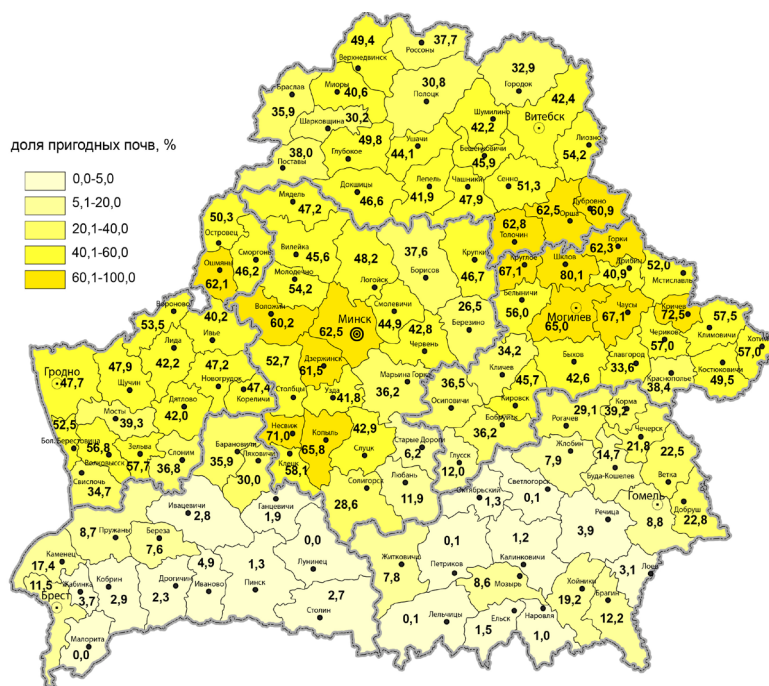 49,4
37,7
Россоны
Верхнедвинск
32,9
Городок
Браслав
Миоры
40,6
30,8
Полоцк
42,4
35,9
30,2
Шарковщина
Шумилино
42,2
Витебск
доля пригодных почв, %
49,8
Ушачи
44,1
Бешенковичи
45,9
Лиозно
54,2
38,0
Поставы
Глубокое
0,0-5,0
5,1-20,0
20,1-40,0
40,1-60,0
60,1-100,0
Докшицы
46,6
Лепель
41,9
Чашники
47,9
Сенно
51,3
Мядель
47,2
62,5
Орша
Дубровно
60,9
50,3
Островец
62,8
Толочин
Горки
62,3
Сморгонь
46,2
Ошмяны
62,1
Вилейка
45,6
48,2
37,6
Борисов
Крупки
46,7
Круглое
67,1
Шклов
80,1
Дрибин
40,9
52,0
Мстиславль
Молодечно
54,2
Логойск
Белыничи
56,0
Могилев
65,0
Чаусы
67,1
Кричев
72,5
57,5
Климовичи
Хотимск
57,0
Вороново
53,5
40,2
Ивье
Воложин
60,2
Минск
62,5
Смолевичи
44,9
42,8
Червень
26,5
Березино
Чериков
57,0
Лида
42,2
52,7
Дзержинск
61,5
34,2
Кличев
Быхов
42,6
Славгород
33,6
Краснополье
38,4
Костюковичи
49,5
Гродно
47,7
47,9
Щучин
47,2
Новогрудок
47,4
Кореличи
Столбцы
Узда
41,8
Марьина Горка
36,2
36,5
Осиповичи
45,7
Кировск
Дятлово
42,0
52,5
Мосты
39,3
Несвиж
71,0
Копыль
65,8
42,9
Слуцк
Бобруйск
36,2
Рогачев
29,1
Корма
39,2
Чечерск
21,8
Бол.Берестовица
56,8
Волковысск
Зельва
57,7
Слоним
36,8
Барановичи
35,9
Ляховичи
30,0
Клецк
58,1
Старые Дороги
6,2
Глусск
12,0
Жлобин
7,9
14,7
Буда-Кошелев
22,5
Ветка
Свислочь
34,7
Солигорск
28,6
Любань
11,9
Октябрьский
1,3
Светлогорск
0,1
Гомель
8,8
Добруш
22,8
Ивацевичи
2,8
Ганцевичи
1,9
Речица
3,9
8,7
Пружаны
Береза
7,6
0,0
Лунинец
0,1
Петриков
1,2
Калинковичи
Каменец
17,4
4,9
Иваново
1,3
Пинск
Житковичи
7,8
8,6
Мозырь
3,1
Лоев
11,5
Брест
Жабинка
3,7
Кобрин
2,9
Дрогичин
2,3
2,7
Столин
Хойники
19,2
Брагин
12,2
0,1
Лельчицы
Ельск
1,5
Наровля
1,0
Малорита
0,0